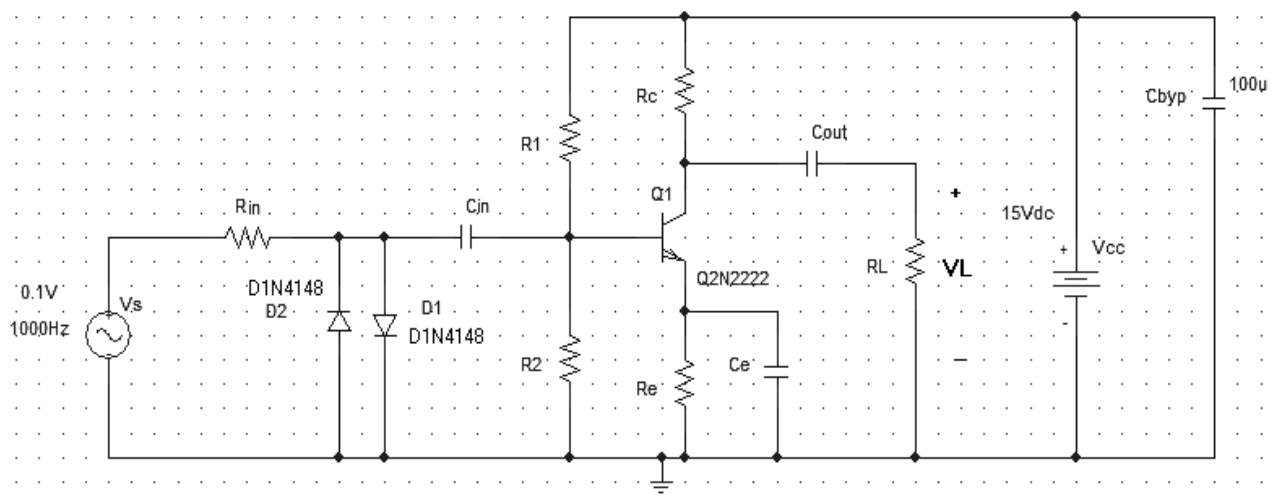 100µ
Cbyp
Rc
R1
Cout
Q1
Rin
Cin
+
15Vdc
+
Vcc
RL
VL
Q2N2222
0.1V
1000Hz
Vs
D1N4148
D2
D1
D1N4148
R2
Re
Ce
-
_